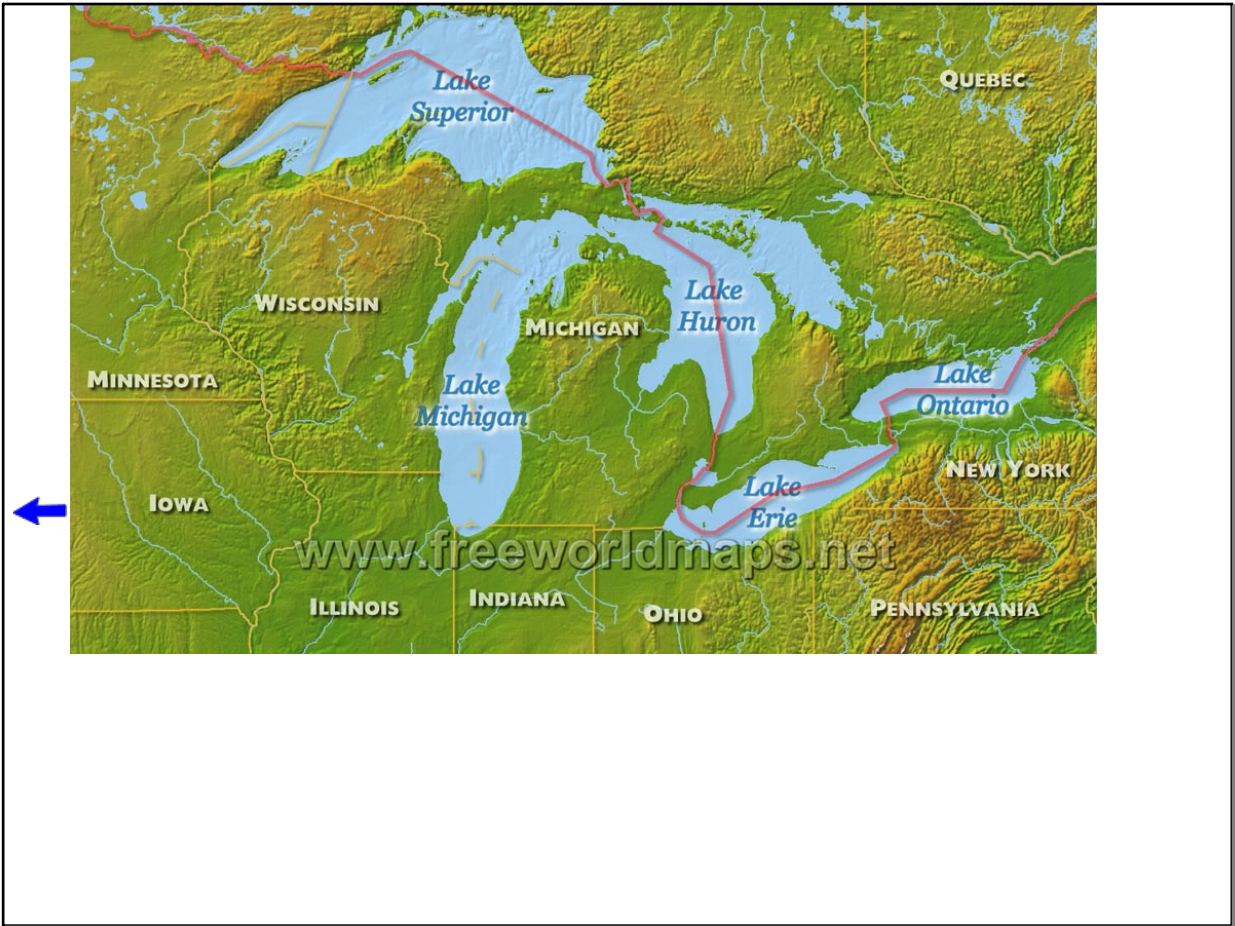 QUEBEC
Lake
Superior
WISCONSIN
Lake
Huron
MICHIGAN
MINNESOTA
Lake
Michigan
Lake
Ontario
NEW YORK
IOWA
Lake
Erie
www.freeworldmaps.net
ILLINOIS
INDIANA
OHIO
PENNSYLVANIA